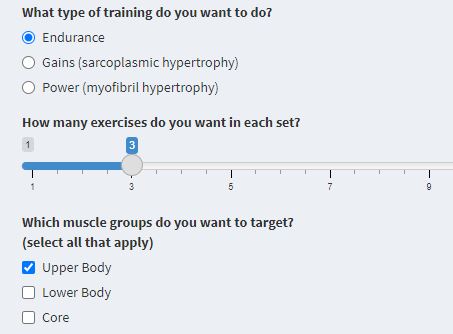 What type of training do you want to do?
Endurance
Gains (sarcoplasmic hypertrophy)
Power (myofibril hypertrophy)
How many exercises do you want in each set?
1 3
1 3 5 7 9
Which muscle groups do you want to target?
(select all that apply)
Upper Body
Lower Body
Core